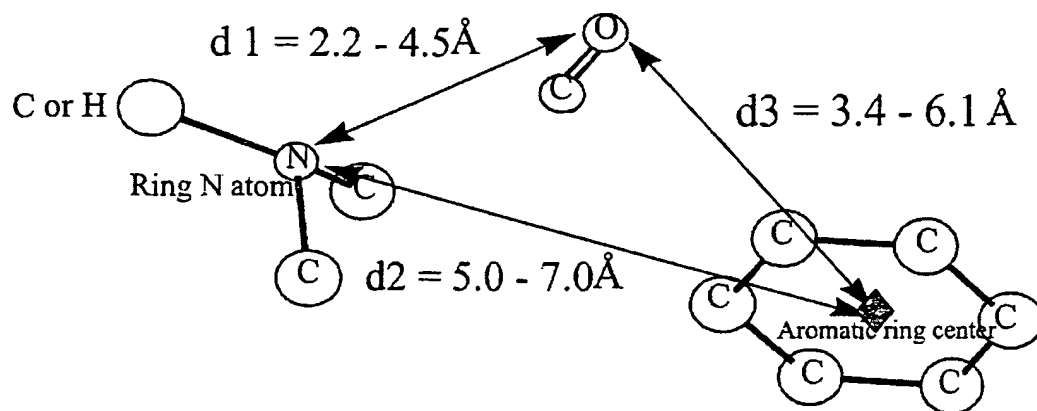 d 1 = 2.2 - 4.5Å
O
C
C or H
d3 = 3.4 - 6.1 Å
N
Ring N atom
C
C
d2 = 5.0 - 7.0Å
C
C
C
C
Aromatic ring center
C
C